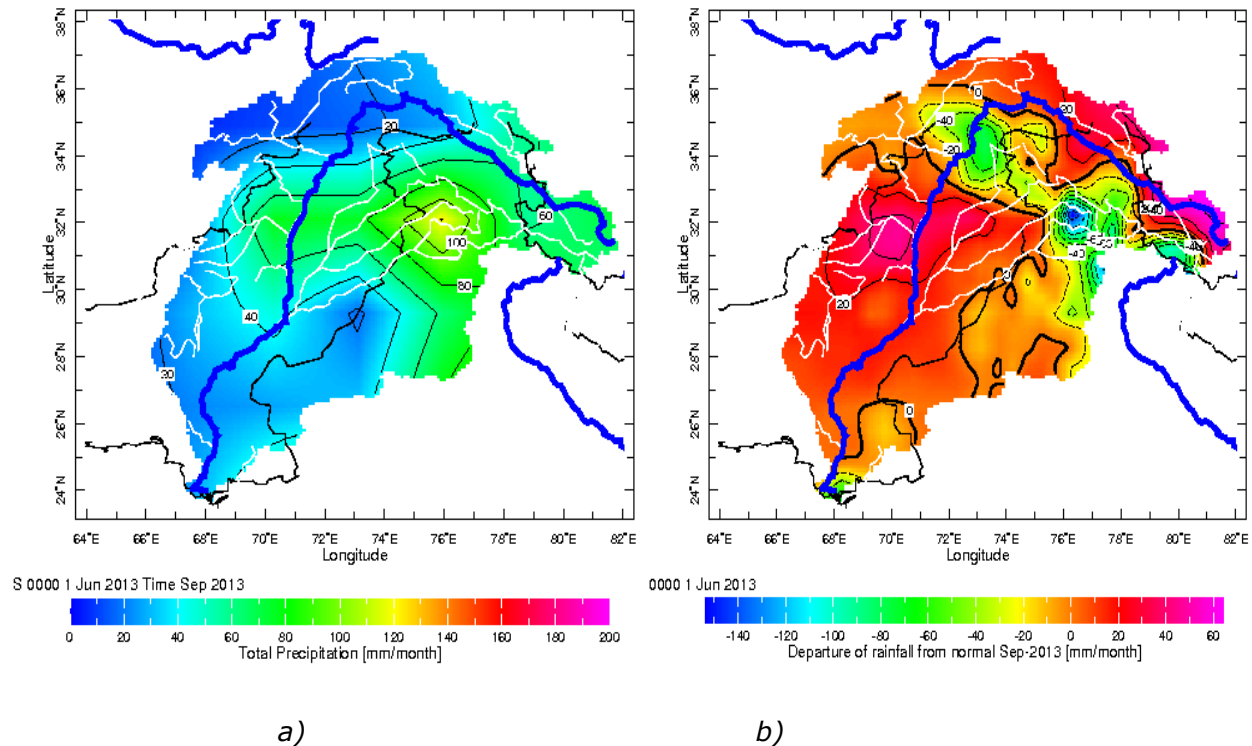 38°N
36°N
34°N
32°N
30°N
28°N
26°N
24°N
Latitude
20
60
100
80
40
20
64°E 66°E 68°E 70°E 72°E 74°E 76°E 78°E 80°E 82°E
Longitude
S 0000 1 Jun 2013 Time Sep 2013
0 20 40 60 80 100 120 140 160 180 200
Total Precipitation [mm/month]
a)
38°N
36°N
34°N
32°N
30°N
28°N
26°N
24°N
Latitude
0
20
-40
-20
-40
0
20
0
64°E 66°E 68°E 70°E 72°E 74°E 76°E 78°E 80°E 82°E
Longitude
0000 1 Jun 2013
-140 -120 -100 -80 -60 -40 -20 0 20 40 60
Departure of rainfall from normal Sep-2013 [mm/month]
b)